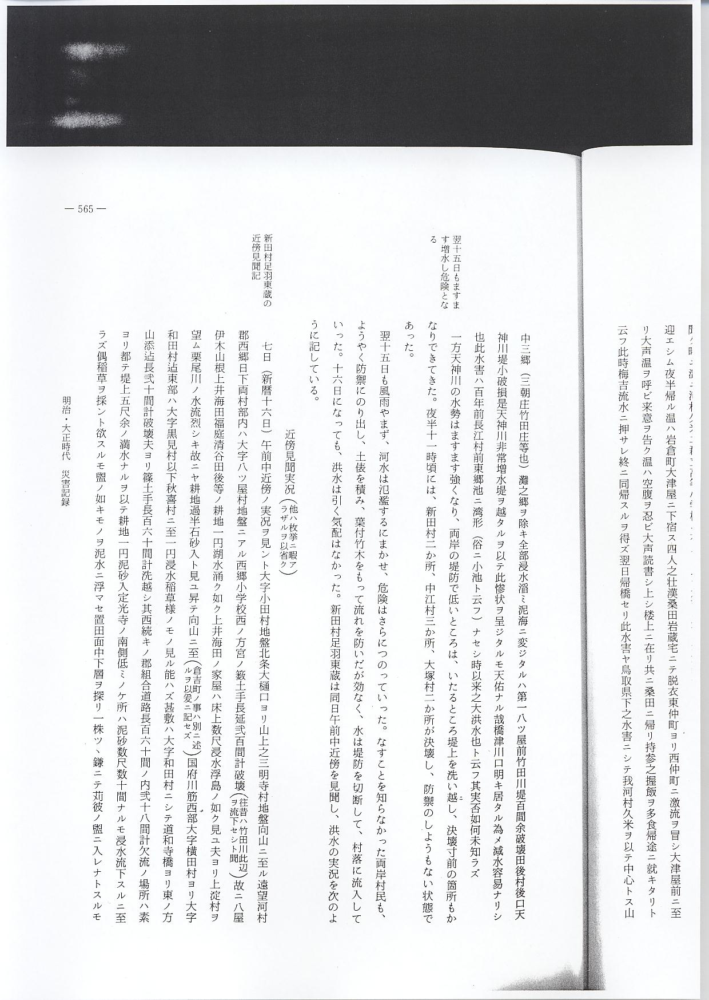 迎エシム夜半帰ル温ハ岩倉町大津屋ニ下宿ス四人之壮漢桑田岩蔵宅ニテ脱衣東仲町ヨリ西仲町ニ激流ヲ冒シ大津屋前ニ至
リ大声温ヲ呼ビ来意ヲ告ク温ハ空腹ヲ忍ビ大声読書シ上シ楼上ニ在リ共ニ桑田ニ帰リ持参之握飯ヲ多食帰途ニ就キタリト
云フ此時梅吉流水ニ押サレ終ニ同帰スルヲ得ズ翌日帰橋セリ此水害ヤ鳥取県下之水害ニシテ我河村久米ヲ以テ中心トス山
中三郷（三朝庄竹田庄等也）灘之郷ヲ除キ全部浸水滔ミ泥海ニ変ジタルハ第一八ツ屋前竹田川堤百間余破壊田後村後口天
神川堤小破損是天神川非常増水堤ヲ越タルヲ以テ此惨状ヲ呈ジタルモ天佑ナル哉橋津川口明キ居タル為メ減水容易ナリシ
也此水害ハ百年前長江村前東郷池ニ湾形（俗ニ小池ト云フ）ナセシ時以来之大洪水也ト云フ其実否如何未知ラズ
翌十五日もますま
す増水し危険とな
る
一方天神川の水勢はますます強くなり、両岸の堤防で低いところは、いたるところ堤上を洗い越し、決壊寸前の箇所もか
なりできてきた。夜半十一時頃には、新田村二か所、中江村三か所、大塚村二か所が決壊し、防禦のしようもない状態で
あった。
翌十五日も風雨やまず、河水は氾濫するにまかせ、危険はさらにつのっていった。なすことを知らなかった両岸村民も、
ようやく防禦にのり出し、土俵を積み、葉付竹木をもって流れを防いだが効なく、水は堤防を切断して、村落に流入して
いった。十六日になっても、洪水は引く気配はなかった。新田村足羽東蔵は同日午前中近傍を見聞し、洪水の実況を次のよ
うに記している。
近傍見聞実況（他ハ枚挙ニ暇アラザルヲ以省ク）
新田村足羽東蔵の
近傍見聞記
七日（新暦十六日）午前中近傍ノ実況ヲ見ント大字小田村地盤北条大樋口ヨリ山上之三明寺村地盤向山ニ至ル遠望河村
郡西郷日下両村部内ハ大字八ツ屋村地盤ニアル西郷小学校西ノ方宮ノ籔土手長延弐百間計破壊（往昔ハ竹田川此辺ヲ流下セシト聞）故ニ八屋
伊木山根上井海田福庭清谷田後等ノ耕地一円湖水涌ク如ク上井海田ノ家屋ハ床上数尺浸水浮島ノ如ク見ユ夫ヨリ上淀村ヲ
望ム栗尾川ノ水流烈シキ故ニヤ耕地過半石砂入ト見ユ昇テ向山ニ至（倉吉町ノ事ハ別ニ述ルヲ以爰ニ記セズ）国府川筋西部大字横田村ヨリ大字
和田村迠東部ハ大字黒見村以下秋喜村ニ至一円浸水稲草様ノモノ見ル能ハズ甚敷ハ大字和田村ニシテ道和寺橋ヨリ東ノ方
山添迠長弐十間計破壊夫ヨリ篠土手長百六十間計洗越シ其西続キノ郡組合道路長百六十間ノ内弐十八間計欠流ノ場所ハ素
ヨリ都テ堤上五尺余ノ満水ナルヲ以テ耕地一円泥砂入定光寺ノ南側低ミノケ所ハ泥砂数尺数十間ナルモ浸水流下スルニ至
ラズ偶稲草ヲ採ント欲スルモ盥ノ如キモノヲ泥水ニ浮マセ置田面中下層ヲ探リ一株ツヽ鎌ニテ苅彼ノ盥ニ入レナトスルモ
明治・大正時代　災害記録
— 565 —